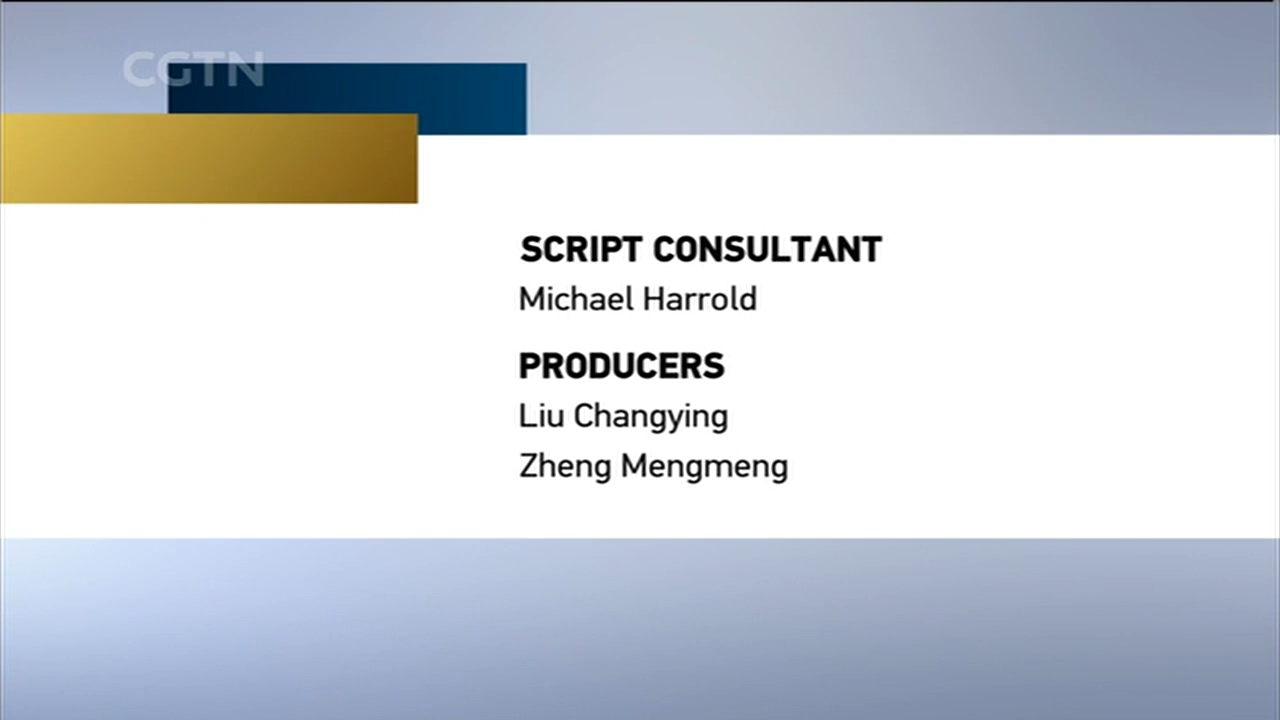 CGTN
SCRIPT CONSULTANT
Michael Harrold
PRODUCERS
Liu Changying
Zheng Mengmeng